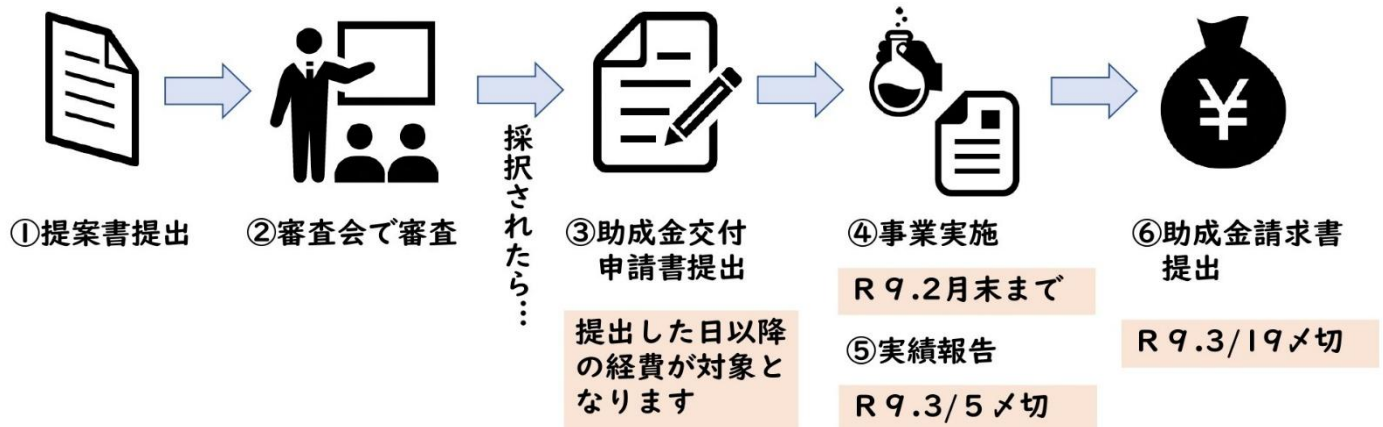 ①提案書提出
②審査会で審査
採択されたら…
③助成金交付
申請書提出
提出した日以降
の経費が対象と
なります
④事業実施
R9.2月末まで
⑤実績報告
R9.3/5〆切
⑥助成金請求書
提出
R9.3/19〆切
¥